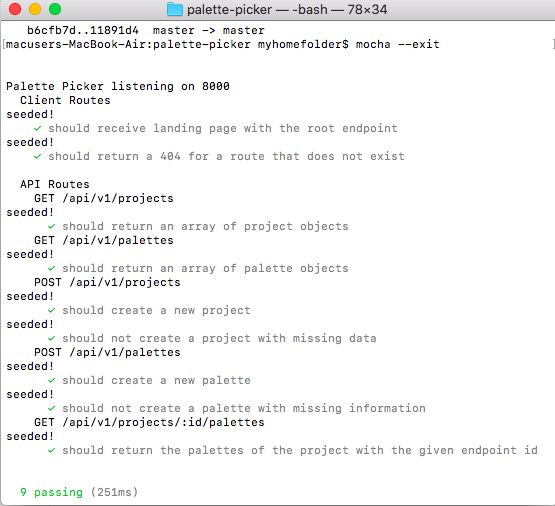 palette-picker — -bash — 78×34
b6cfb7d..11891d4  master -> master
[macusers-MacBook-Air:palette-picker myhomefolder$ mocha --exit ]
Palette Picker listening on 8000
Client Routes
seeded!
✓ should receive landing page with the root endpoint
seeded!
✓ should return a 404 for a route that does not exist
API Routes
GET /api/v1/projects
seeded!
✓ should return an array of project objects
GET /api/v1/palettes
seeded!
✓ should return an array of palette objects
POST /api/v1/projects
seeded!
✓ should create a new project
seeded!
✓ should not create a project with missing data
POST /api/v1/palettes
seeded!
✓ should create a new palette
seeded!
✓ should not create a palette with missing information
GET /api/v1/projects/:id/palettes
seeded!
✓ should return the palettes of the project with the given endpoint id
9 passing (251ms)